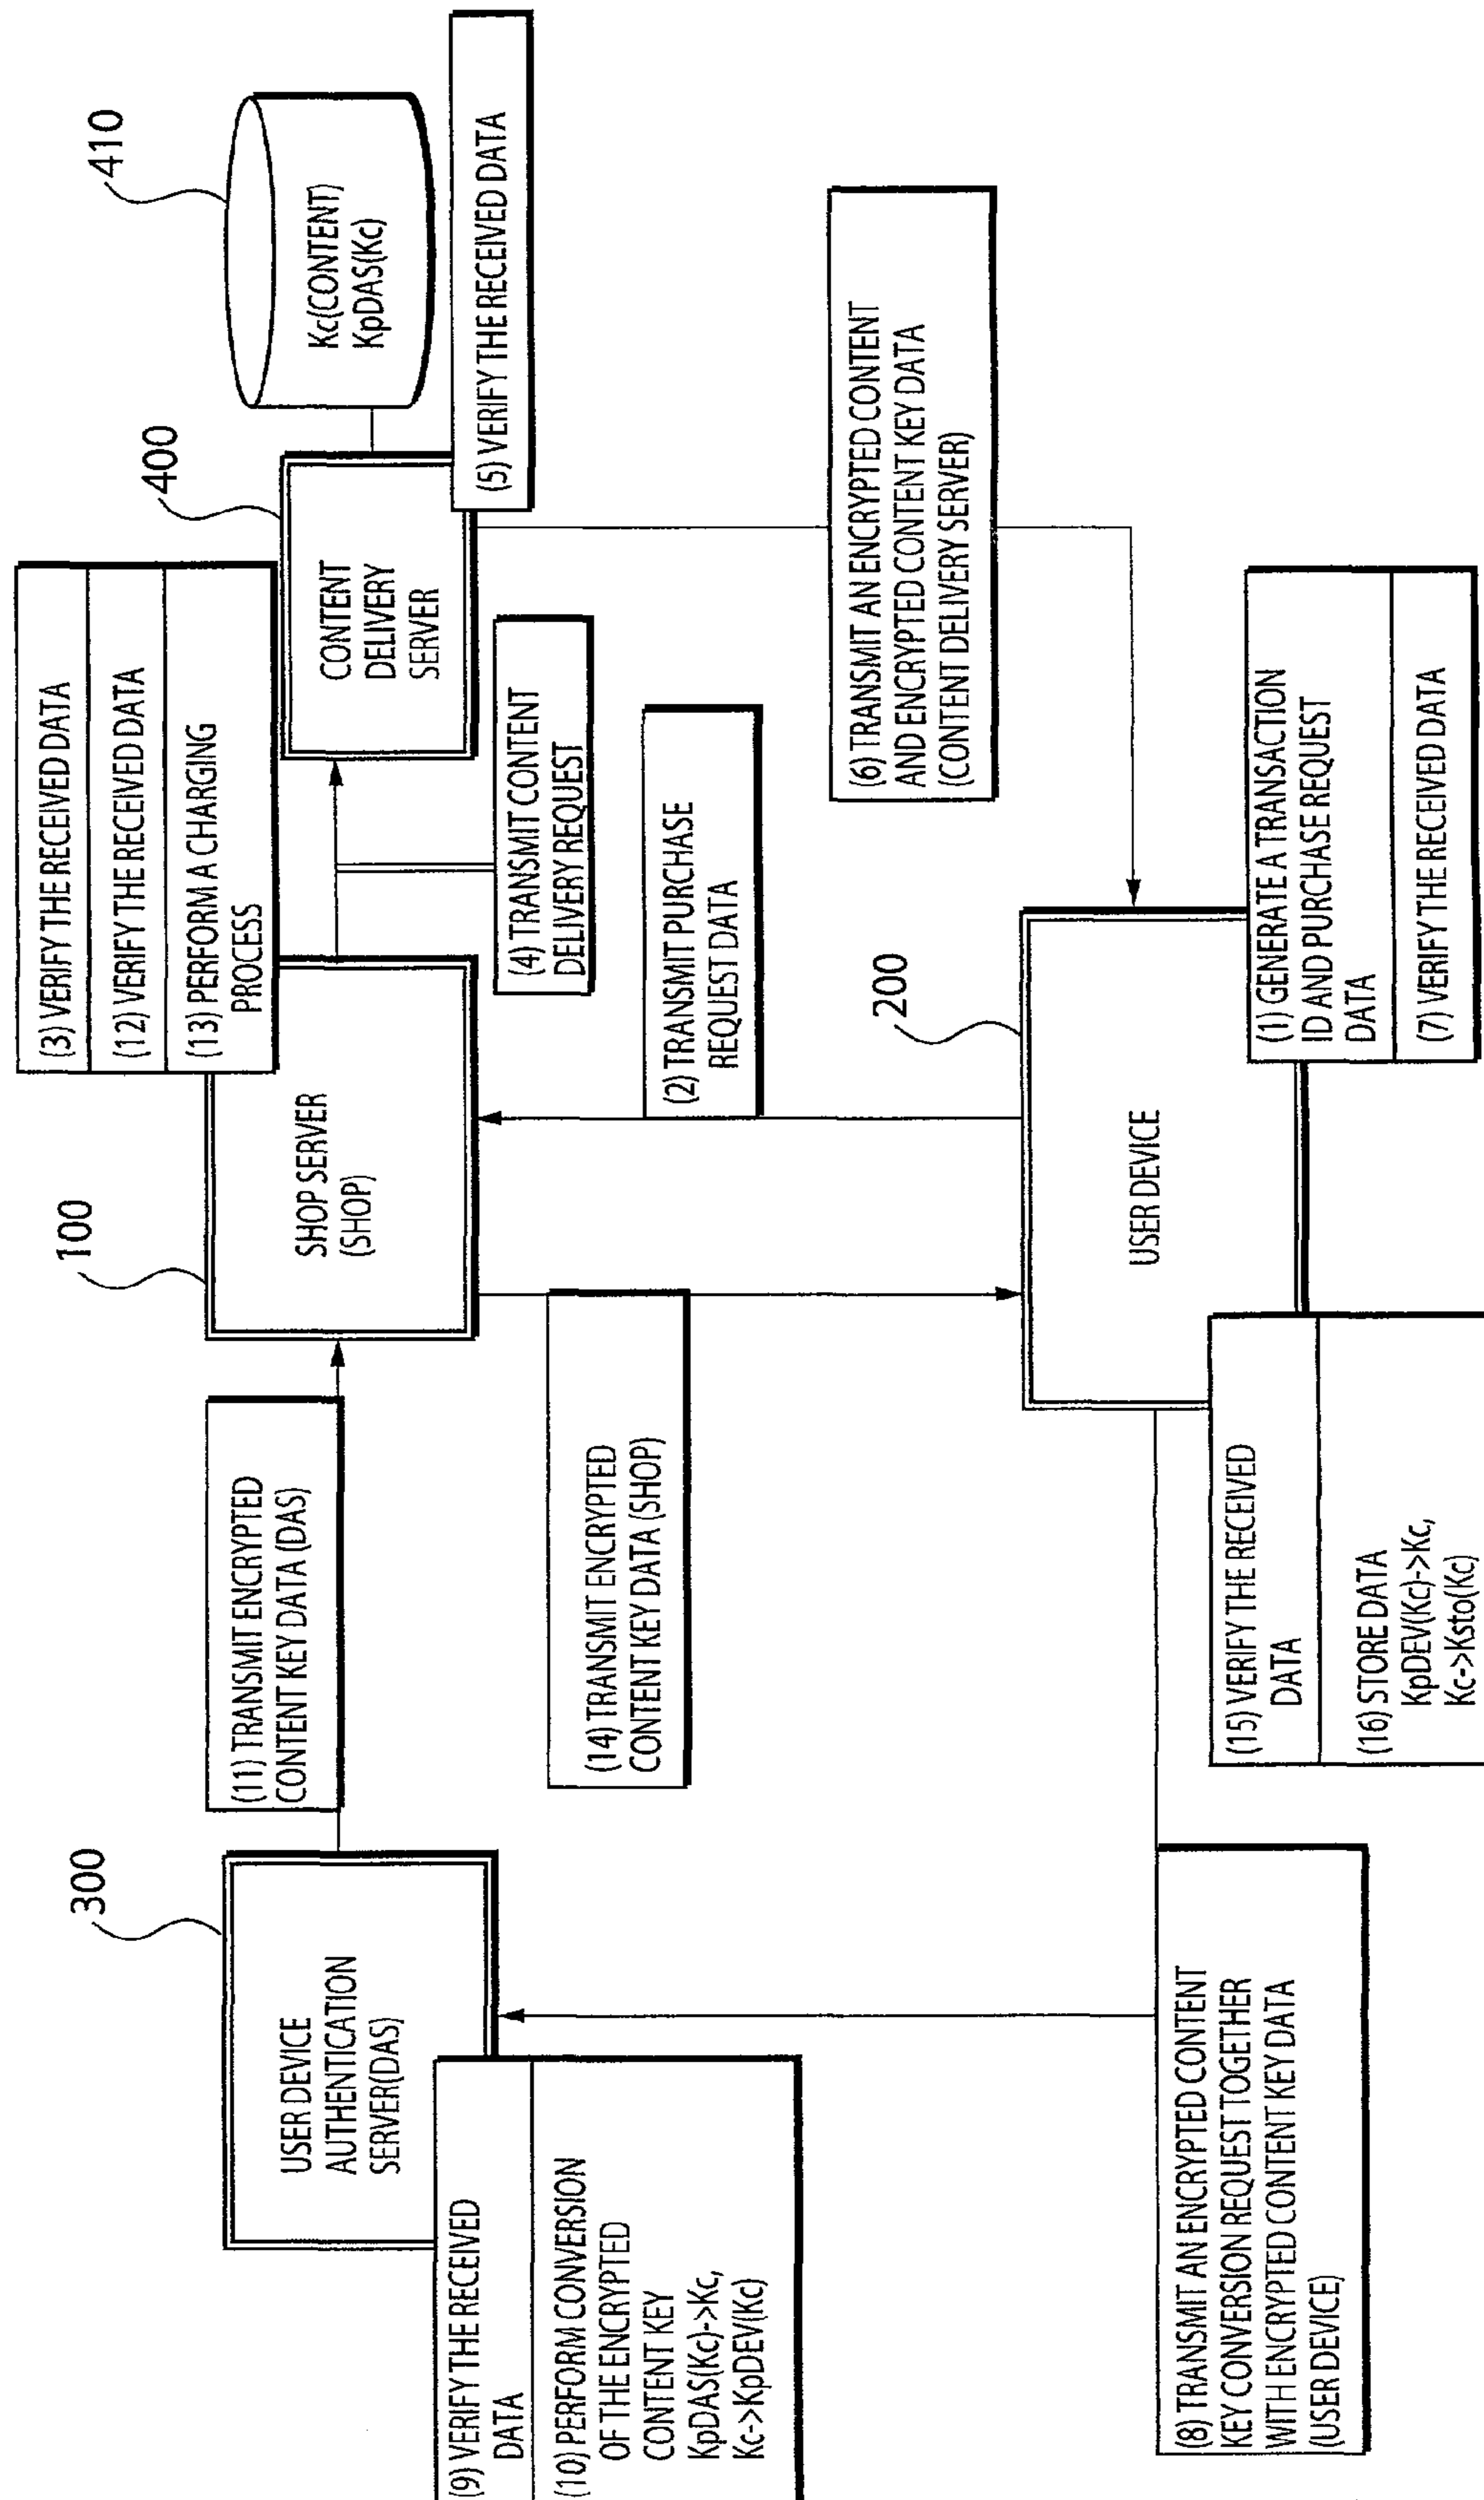 300
USER DEVICE
AUTHENTICATION
SERVER(DAS)
(9) VERIFY THE RECEIVED
DATA
(10) PERFORM CONVERSION
OF THE ENCRYPTED
CONTENT KEY
KpDAS(Kc)->Kc,
Kc->KpDEV(Kc)
(11) TRANSMIT ENCRYPTED
CONTENT KEY DATA (DAS)
100
SHOP SERVER
(SHOP)
(3) VERIFY THE RECEIVED DATA
(12) VERIFY THE RECEIVED DATA
(13) PERFORM A CHARGING
PROCESS
(4) TRANSMIT CONTENT
DELIVERY REQUEST
400
CONTENT
DELIVERY
SERVER
410
Kc(CONTENT)
KpDAS(Kc)
(5) VERIFY THE RECEIVED DATA
(14) TRANSMIT ENCRYPTED
CONTENT KEY DATA (SHOP)
(2) TRANSMIT PURCHASE
REQUEST DATA
(6) TRANSMIT AN ENCRYPTED CONTENT
AND ENCRYPTED CONTENT KEY DATA
(CONTENT DELIVERY SERVER)
200
USER DEVICE
(8) TRANSMIT AN ENCRYPTED CONTENT
KEY CONVERSION REQUEST TOGETHER
WITH ENCRYPTED CONTENT KEY DATA
(USER DEVICE)
(15) VERIFY THE RECEIVED
DATA
(16) STORE DATA
KpDEV(Kc)->Kc,
Kc->Ksto(Kc)
(1) GENERATE A TRANSACTION
ID AND PURCHASE REQUEST
DATA
(7) VERIFY THE RECEIVED DATA